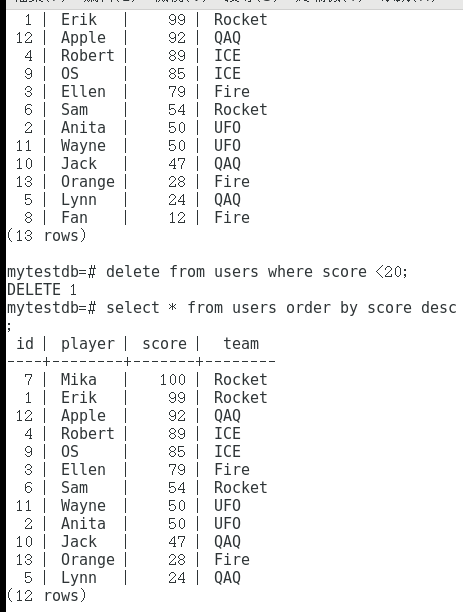 1 | Erik | 99 | Rocket
12 | Apple | 92 | QAQ
4 | Robert | 89 | ICE
9 | OS | 85 | ICE
3 | Ellen | 79 | Fire
6 | Sam | 54 | Rocket
2 | Anita | 50 | UFO
11 | Wayne | 50 | UFO
10 | Jack | 47 | QAQ
13 | Orange | 28 | Fire
5 | Lynn | 24 | QAQ
8 | Fan | 12 | Fire
(13 rows)
mytestdb=# delete from users where score <20;
DELETE 1
mytestdb=# select * from users order by score desc
;
id | player | score | team
----+--------+-------+--------
7 | Mika | 100 | Rocket
1 | Erik | 99 | Rocket
12 | Apple | 92 | QAQ
4 | Robert | 89 | ICE
9 | OS | 85 | ICE
3 | Ellen | 79 | Fire
6 | Sam | 54 | Rocket
11 | Wayne | 50 | UFO
2 | Anita | 50 | UFO
10 | Jack | 47 | QAQ
13 | Orange | 28 | Fire
5 | Lynn | 24 | QAQ
(12 rows)